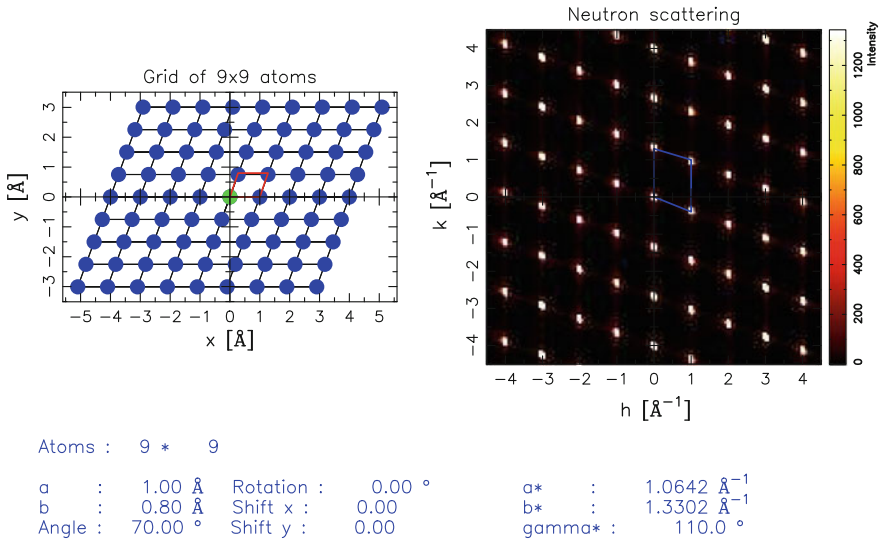 Neutron scattering
Grid of 9x9 atoms
3
2
1
0
−1
−2
−3
y [Å]
−5 −4 −3 −2 −1 0 1 2 3 4 5
x [Å]
4
3
2
1
0
−1
−2
−3
−4
k [Å⁻¹]
−4 −3 −2 −1 0 1 2 3 4
h [Å⁻¹]
Intensity
1200
1000
800
600
400
200
0
Atoms : 9 * 9
a : 1.00 Å Rotation : 0.00 ° a* : 1.0642 Å⁻¹
b : 0.80 Å Shift x : 0.00 b* : 1.3302 Å⁻¹
Angle : 70.00 ° Shift y : 0.00 gamma* : 110.0 °